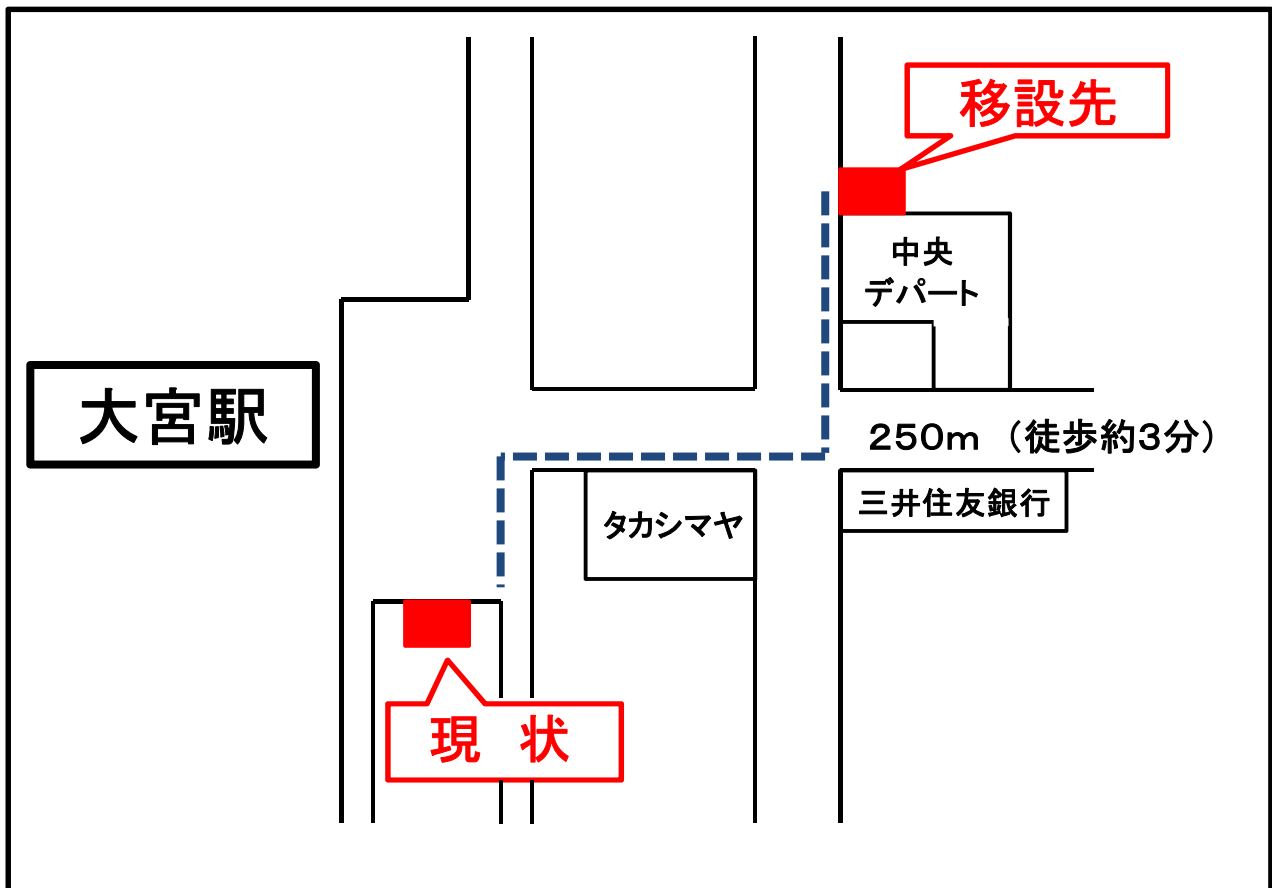 移設先
中央
デパート
大宮駅
250m （徒歩約3分）
タカシマヤ
三井住友銀行
現 状